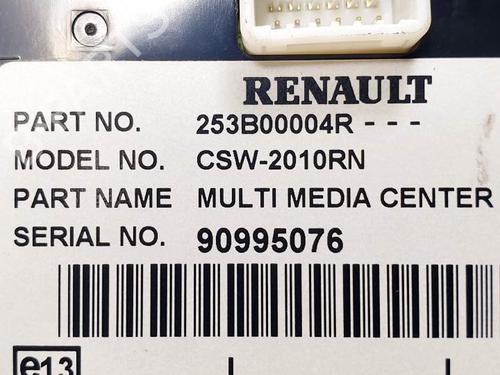 RENAULT
PART NO. 253B00004R - - -
MODEL NO. CSW-2010RN
PART NAME MULTI MEDIA CENTER
SERIAL NO. 90995076
e13